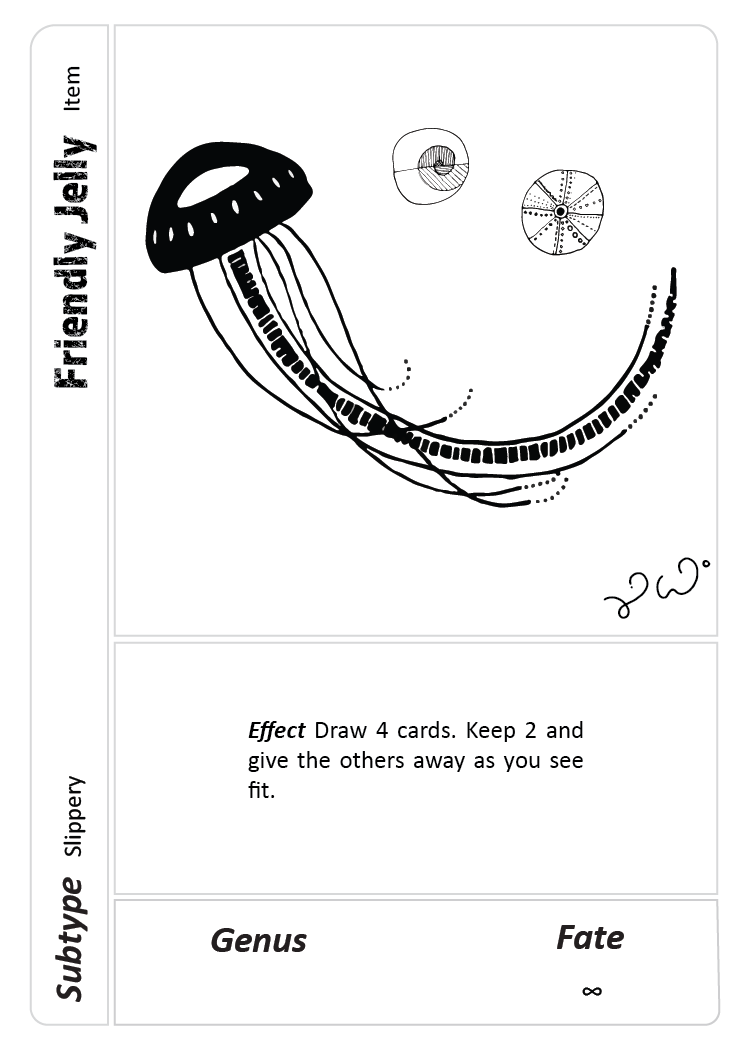 Friendly Jelly Item
Effect Draw 4 cards. Keep 2 and
give the others away as you see
fit.
Subtype Slippery
Genus
Fate
∞